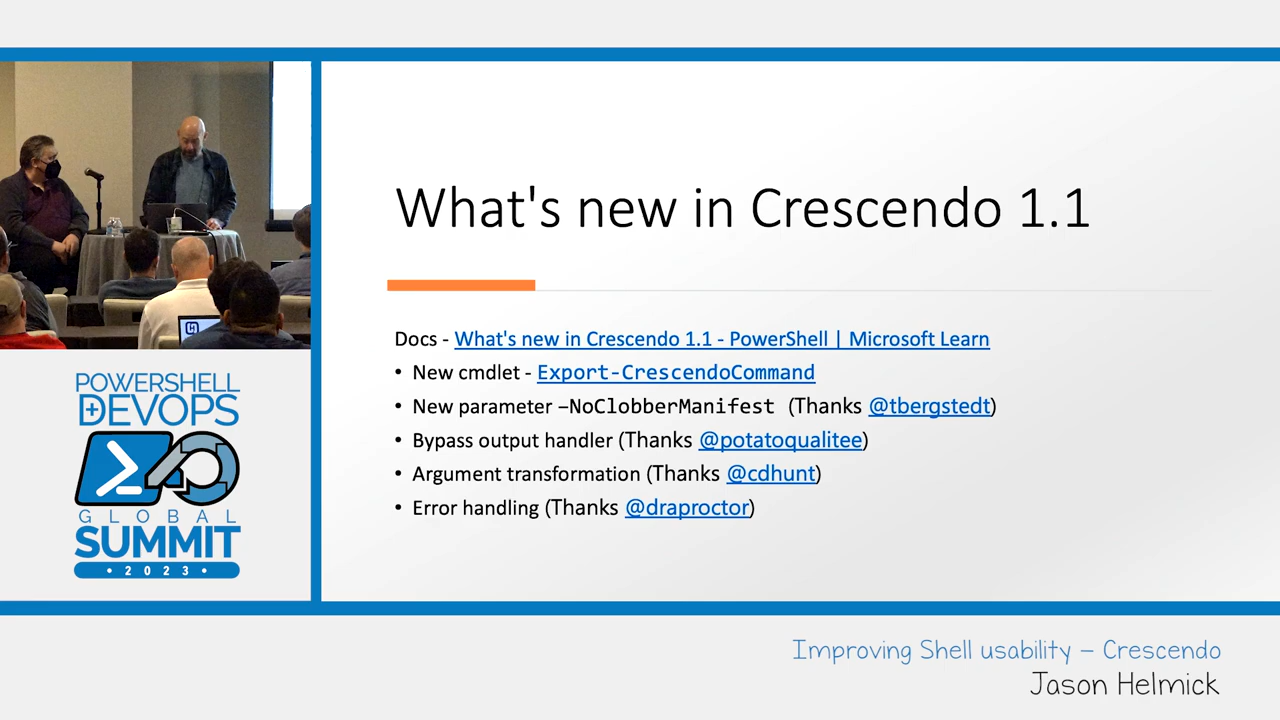 What's new in Crescendo 1.1
Docs - What's new in Crescendo 1.1 - PowerShell | Microsoft Learn
• New cmdlet - Export-CrescendoCommand
• New parameter –NoClobberManifest (Thanks @tbergstedt)
• Bypass output handler (Thanks @potatoqualitee)
• Argument transformation (Thanks @cdhunt)
• Error handling (Thanks @draproctor)
POWERSHELL
+DEVOPS
GLOBAL
SUMMIT
• 2023 •
Improving Shell usability – Crescendo
Jason Helmick